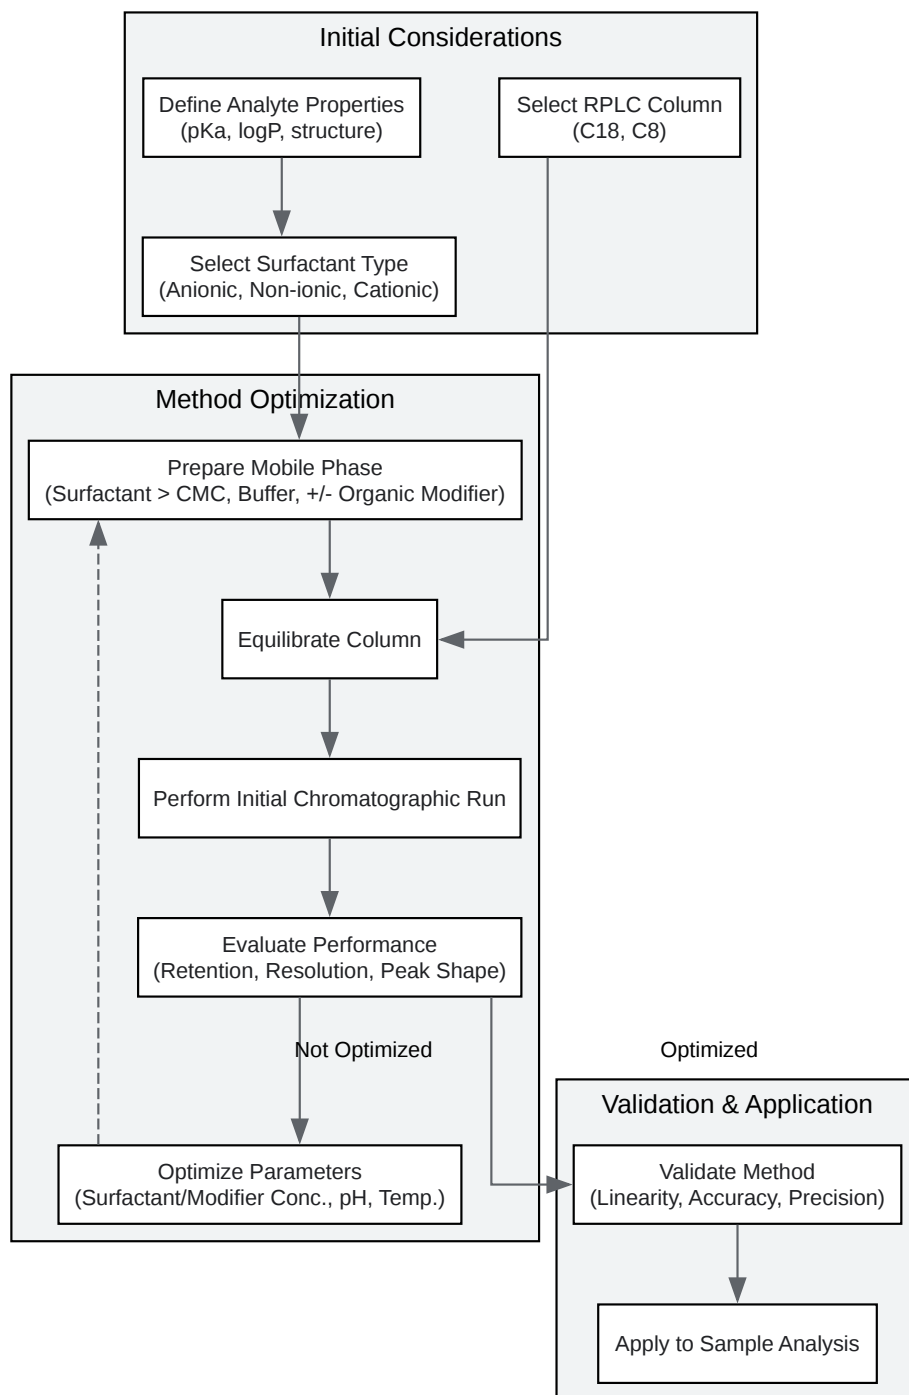 Initial Considerations
Define Analyte Properties
(pKa, logP, structure)
Select RPLC Column
(C18, C8)
Select Surfactant Type
(Anionic, Non-ionic, Cationic)
Method Optimization
Prepare Mobile Phase
(Surfactant > CMC, Buffer, +/- Organic Modifier)
Equilibrate Column
Perform Initial Chromatographic Run
Evaluate Performance
(Retention, Resolution, Peak Shape)
Not Optimized
Optimized
Optimize Parameters
(Surfactant/Modifier Conc., pH, Temp.)
Validation & Application
Validate Method
(Linearity, Accuracy, Precision)
Apply to Sample Analysis